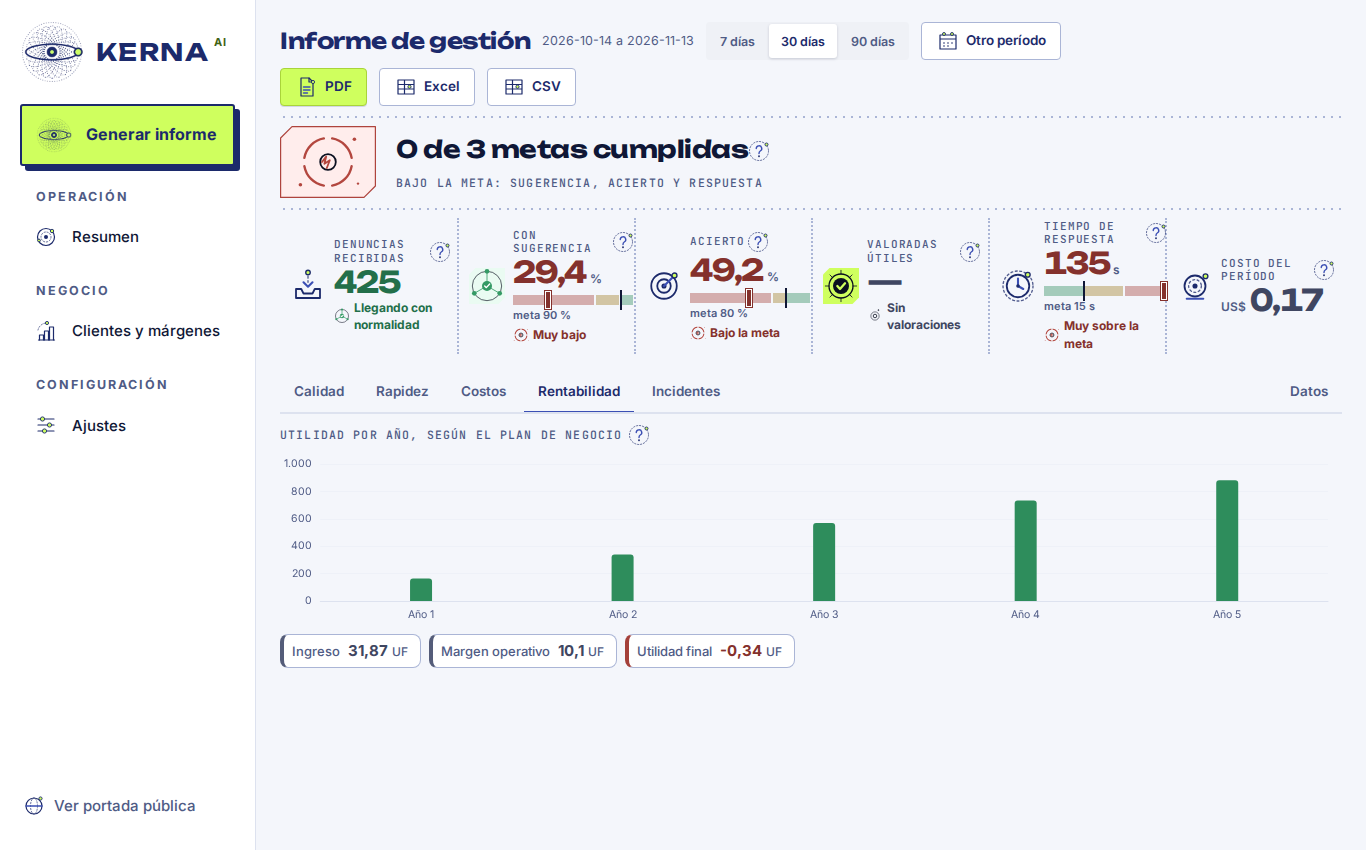 KERNA AI
Generar informe
OPERACIÓN
Resumen
NEGOCIO
Clientes y márgenes
CONFIGURACIÓN
Ajustes
Ver portada pública
Informe de gestión 2026-10-14 a 2026-11-13 7 días 30 días 90 días Otro período
PDF Excel CSV
0 de 3 metas cumplidas ?
BAJO LA META: SUGERENCIA, ACIERTO Y RESPUESTA
DENUNCIAS
RECIBIDAS ?
425
Llegando con
normalidad
CON
SUGERENCIA ?
29,4 %
meta 90 %
Muy bajo
ACIERTO ?
49,2 %
meta 80 %
Bajo la meta
VALORADAS
ÚTILES ?
—
Sin
valoraciones
TIEMPO DE
RESPUESTA ?
135 s
meta 15 s
Muy sobre la
meta
COSTO DEL
PERÍODO ?
US$ 0,17
Calidad Rapidez Costos Rentabilidad Incidentes Datos
UTILIDAD POR AÑO, SEGÚN EL PLAN DE NEGOCIO ?
1.000
800
600
400
200
0
Año 1 Año 2 Año 3 Año 4 Año 5
Ingreso 31,87 UF Margen operativo 10,1 UF Utilidad final -0,34 UF